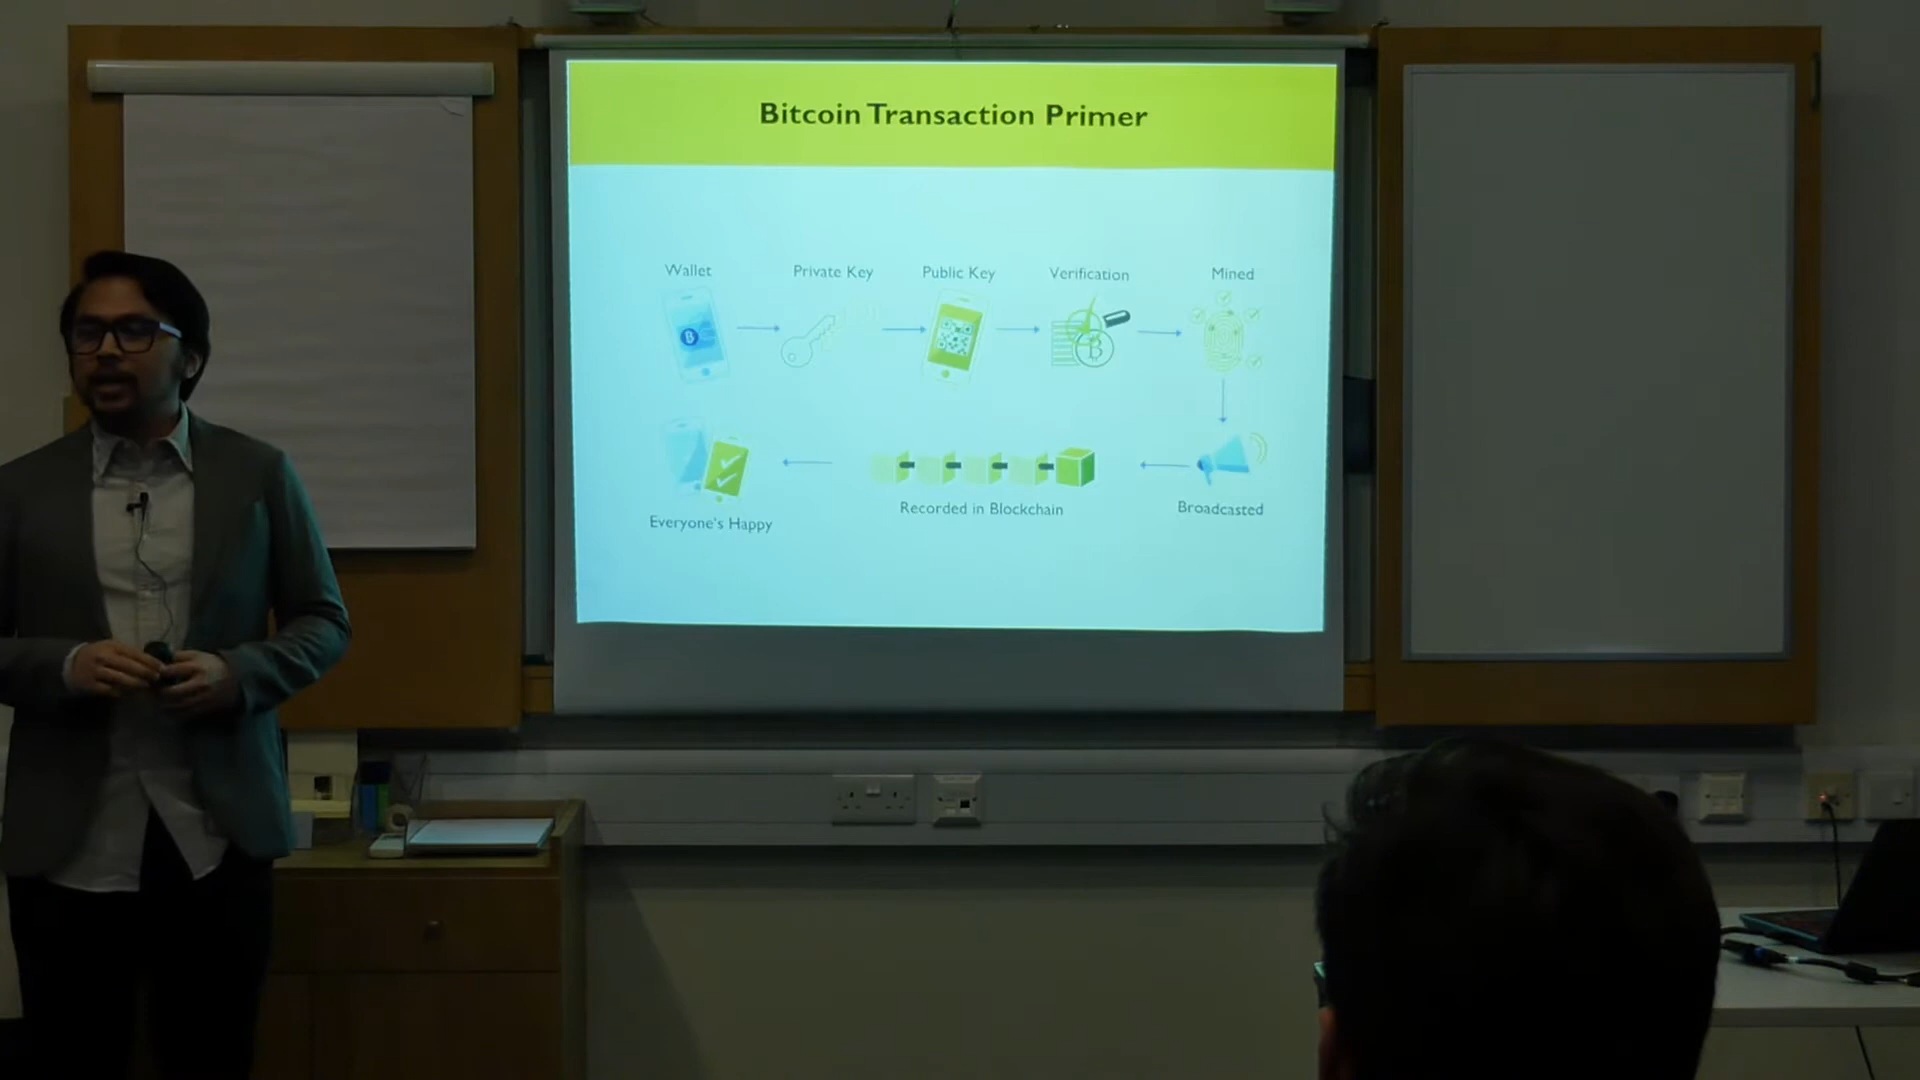 Bitcoin Transaction Primer
Wallet
Private Key
Public Key
Verification
Mined
Everyone's Happy
Recorded in Blockchain
Broadcasted